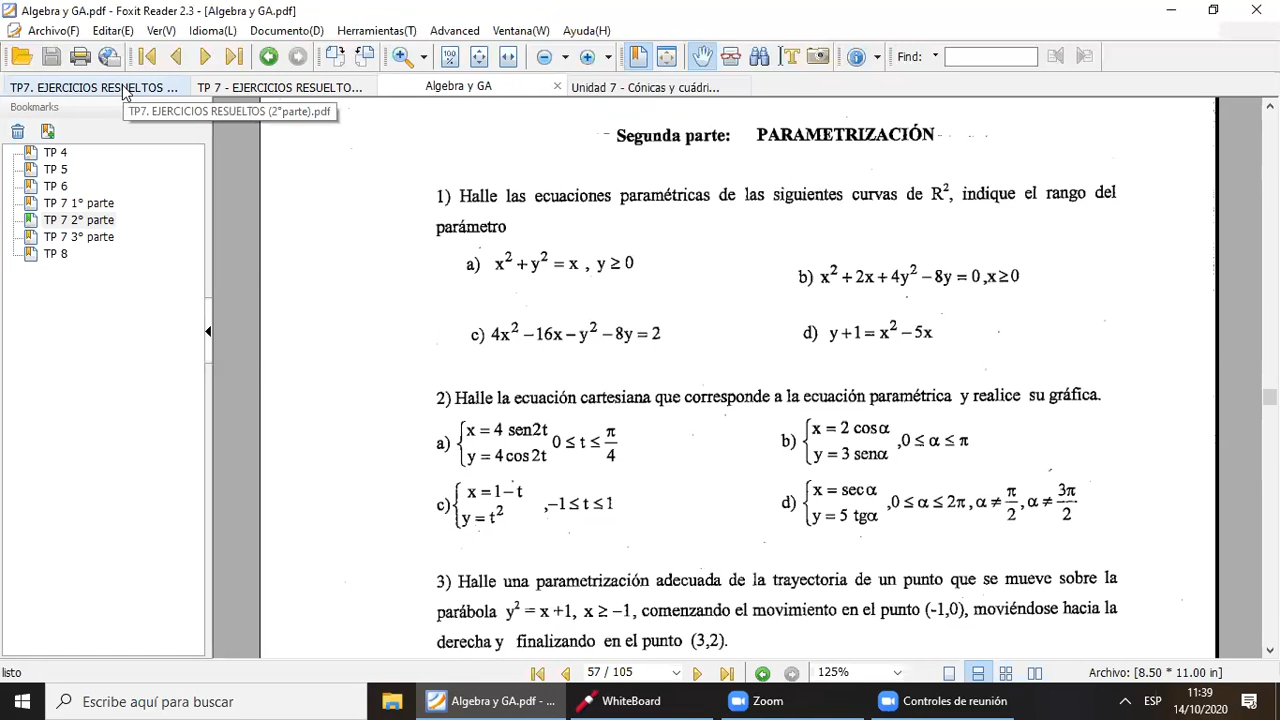 Algebra y GA.pdf - Foxit Reader 2.3 - [Algebra y GA.pdf]
Archivo(F) Editar(E) Ver(V) Idioma(L) Documento(D) Herramientas(T) Advanced Ventana(W) Ayuda(H)
Find:
TP7. EJERCICIOS RESUELTOS ... TP 7 - EJERCICIOS RESUELTO... Algebra y GA Unidad 7 - Cónicas y cuádri...
Bookmarks
TP7. EJERCICIOS RESUELTOS (2°parte).pdf
TP 4
TP 5
TP 6
TP 7 1° parte
TP 7 2° parte
TP 7 3° parte
TP 8
Segunda parte: PARAMETRIZACIÓN
1) Halle las ecuaciones paramétricas de las siguientes curvas de R², indique el rango del
parámetro
a) x² + y² = x , y ≥ 0
b) x² + 2x + 4y² − 8y = 0 ,x ≥ 0
c) 4x² − 16x − y² − 8y = 2
d) y + 1 = x² − 5x
2) Halle la ecuación cartesiana que corresponde a la ecuación paramétrica y realice su gráfica.
a) { x = 4 sen2t
y = 4 cos 2t 0 ≤ t ≤ π/4
b) { x = 2 cosα
y = 3 senα ,0 ≤ α ≤ π
c) { x = 1 − t
y = t² ,−1 ≤ t ≤ 1
d) { x = sec α
y = 5 tgα ,0 ≤ α ≤ 2π , α ≠ π/2 , α ≠ 3π/2
3) Halle una parametrización adecuada de la trayectoria de un punto que se mueve sobre la
parábola y² = x +1, x ≥ −1, comenzando el movimiento en el punto (-1,0), moviéndose hacia la
derecha y finalizando en el punto (3,2).
listo 57 / 105 125% Archivo: [8.50 * 11.00 in]
Escribe aquí para buscar Algebra y GA.pdf - ... WhiteBoard Zoom Controles de reunión ESP 11:39
14/10/2020